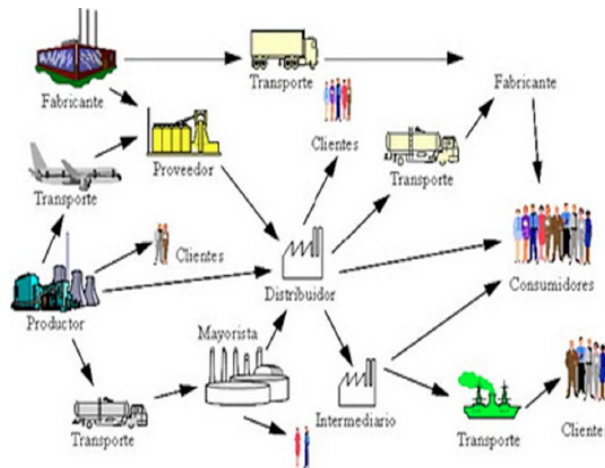 Fabricante
Transporte
Fabricante
Clientes
Proveedor
Transporte
Transporte
Clientes
Distribuidor
Consumidores
Productor
Mayorista
Transporte
Intermediario
Transporte
Clientes